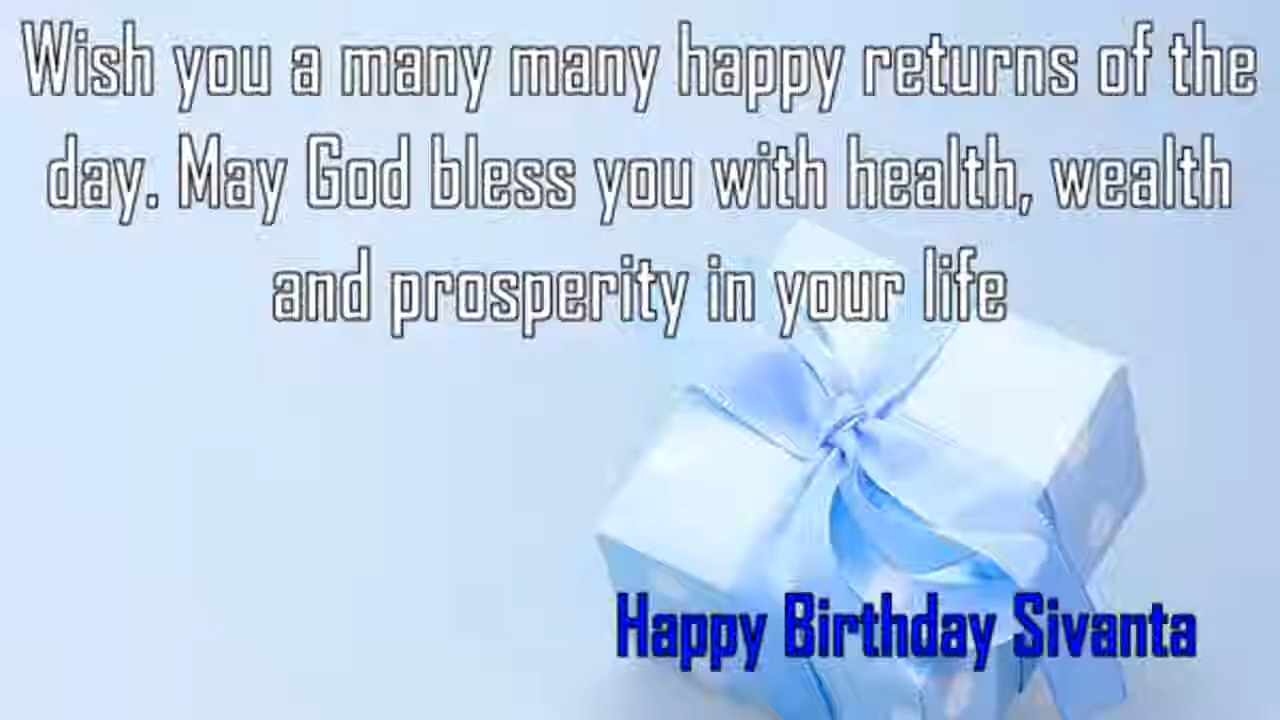 Wish you a many many happy returns of the
day. May God bless you with health, wealth
and prosperity in your life
Happy Birthday Sivanta